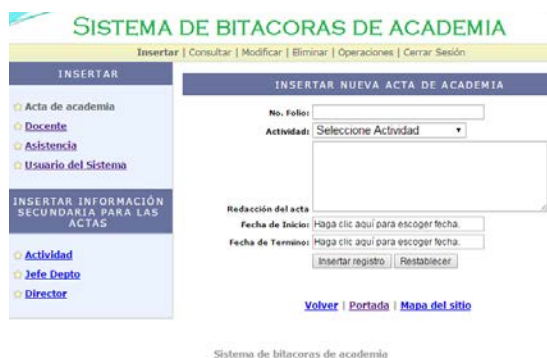 SISTEMA DE BITACORAS DE ACADEMIA
Insertar | Consultar | Modificar | Eliminar | Operaciones | Cerrar Sesión
INSERTAR
Acta de academia
Docente
Asistencia
Usuario del Sistema
INSERTAR INFORMACIÓN
SECUNDARIA PARA LAS
ACTAS
Actividad
Jefe Depto
Director
INSERTAR NUEVA ACTA DE ACADEMIA
No. Folio:
Actividad: Seleccione Actividad
Redacción del acta
Fecha de Inicio: Haga clic aquí para escoger fecha.
Fecha de Termino: Haga clic aquí para escoger fecha.
Insertar registro Restablecer
Volver | Portada | Mapa del sitio
Sistema de bitacoras de academia